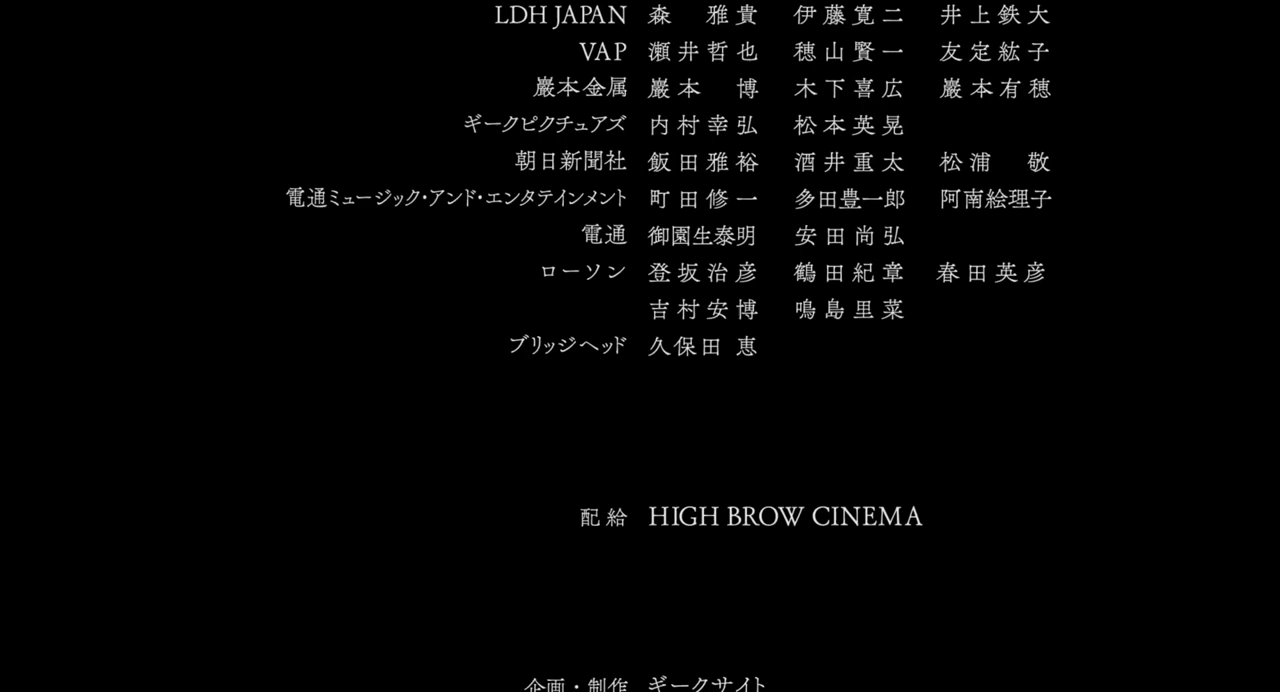 LDH JAPAN 森 雅貴 伊藤寛二 井上鉄大
VAP 瀬井哲也 穂山賢一 友定紘子
巖本金属 巖本 博 木下喜広 巖本有穂
ギークピクチュアズ 内村幸弘 松本英晃
朝日新聞社 飯田雅裕 酒井重太 松浦 敬
電通ミュージック・アンド・エンタテインメント 町田修一 多田豊一郎 阿南絵理子
電通 御園生泰明 安田尚弘
ローソン 登坂治彦 鶴田紀章 春田英彦
吉村安博 鳴島里菜
ブリッジヘッド 久保田 恵
配給 HIGH BROW CINEMA
企画・制作 ギークサイト